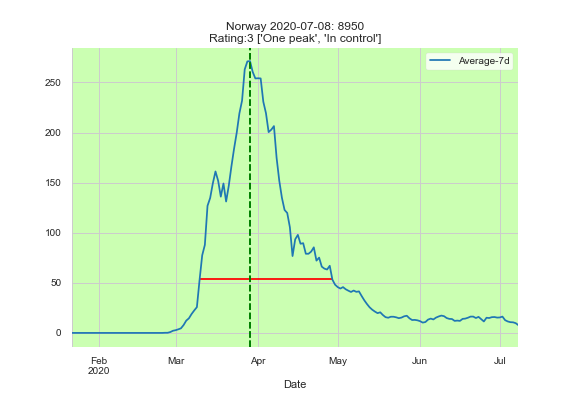 Norway 2020-07-08: 8950
Rating:3 ['One peak', 'In control']
Average-7d
250
200
150
100
50
0
Feb
2020
Mar
Apr
May
Jun
Jul
Date